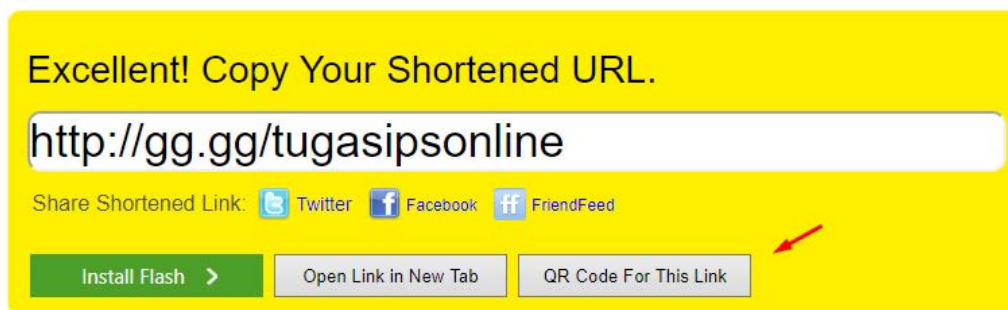 Excellent! Copy Your Shortened URL.
http://gg.gg/tugasipsonline
Share Shortened Link: Twitter Facebook FriendFeed
Install Flash Open Link in New Tab QR Code For This Link